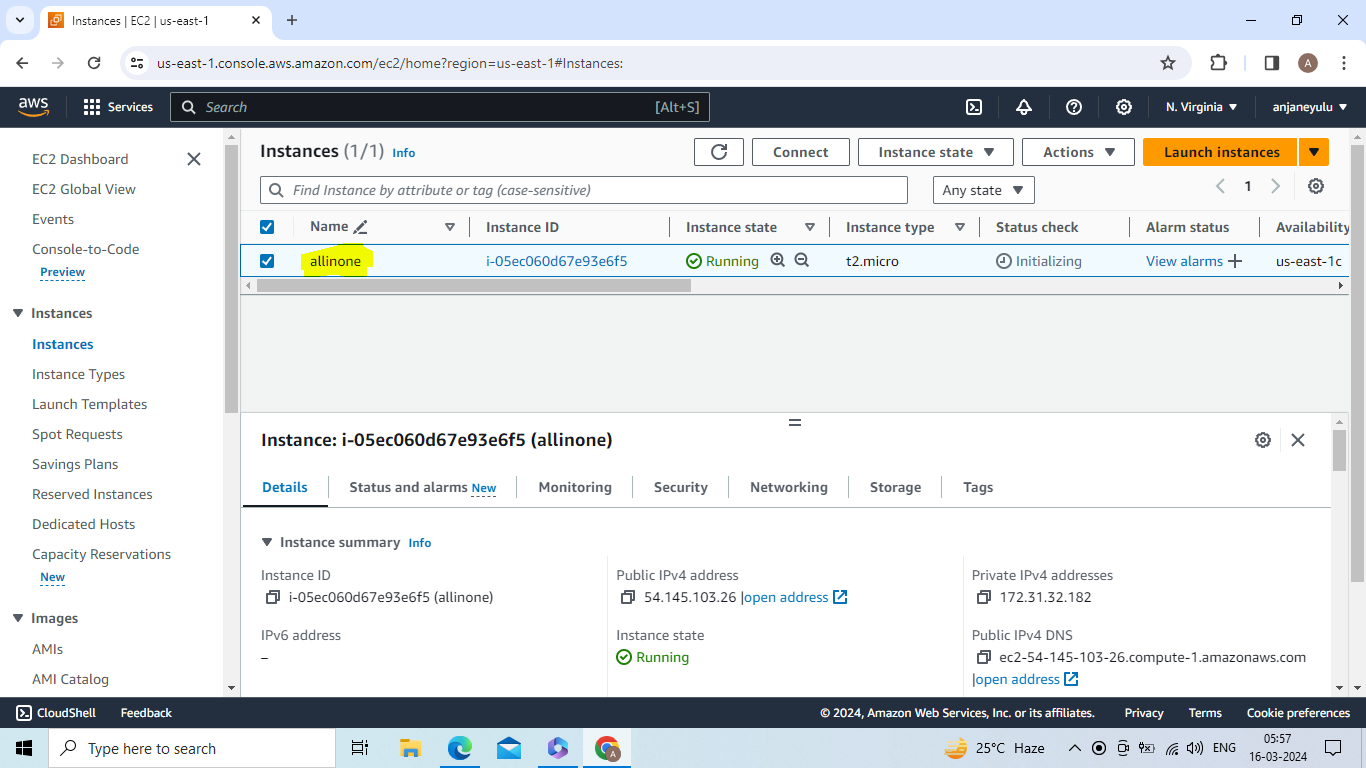 Instances | EC2 | us-east-1
us-east-1.console.aws.amazon.com/ec2/home?region=us-east-1#Instances:
A
aws
Services
Search
[Alt+S]
N. Virginia
anjaneyulu
EC2 Dashboard
EC2 Global View
Events
Console-to-Code
Preview
Instances
Instances
Instance Types
Launch Templates
Spot Requests
Savings Plans
Reserved Instances
Dedicated Hosts
Capacity Reservations
New
Images
AMIs
AMI Catalog
Instances (1/1) Info
Connect
Instance state
Actions
Launch instances
Find Instance by attribute or tag (case-sensitive)
Any state
1
Name
Instance ID
Instance state
Instance type
Status check
Alarm status
Availability
allinone
i-05ec060d67e93e6f5
Running
t2.micro
Initializing
View alarms
us-east-1c
Instance: i-05ec060d67e93e6f5 (allinone)
Details
Status and alarms New
Monitoring
Security
Networking
Storage
Tags
Instance summary Info
Instance ID
i-05ec060d67e93e6f5 (allinone)
Public IPv4 address
54.145.103.26 |open address
Private IPv4 addresses
172.31.32.182
IPv6 address
–
Instance state
Running
Public IPv4 DNS
ec2-54-145-103-26.compute-1.amazonaws.com
|open address
CloudShell
Feedback
© 2024, Amazon Web Services, Inc. or its affiliates.
Privacy
Terms
Cookie preferences
Type here to search
A
25°C Haze
ENG
05:57
16-03-2024